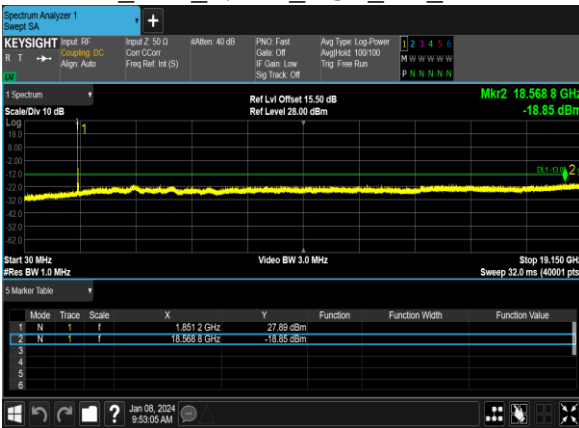 Spectrum Analyzer 1
Swept SA
KEYSIGHT
R T
LV
Input: RF
Coupling: DC
Align: Auto
Input Z: 50 Ω
Corr CCorr
Freq Ref: Int (S)
#Atten: 40 dB
PNO: Fast
Gate: Off
IF Gain: Low
Sig Track: Off
Avg Type: Log-Power
Avg|Hold: 100/100
Trig: Free Run
1 2 3 4 5 6
M W W W W W
P N N N N N
1 Spectrum
Scale/Div 10 dB
Ref Lvl Offset 15.50 dB
Ref Level 28.00 dBm
Mkr2 18.568 8 GHz
-18.85 dBm
Log
18.0
8.00
-2.00
-12.0
-22.0
-32.0
-42.0
-52.0
-62.0
1
2
Start 30 MHz
#Res BW 1.0 MHz
Video BW 3.0 MHz
Stop 19.150 GHz
Sweep 32.0 ms (40001 pts)
5 Marker Table
Mode Trace Scale X Y Function Function Width Function Value
1 N 1 f 1.851 2 GHz 27.89 dBm
2 N 1 f 18.568 8 GHz -18.85 dBm
3
4
5
6
?
Jan 08, 2024
9:53:05 AM